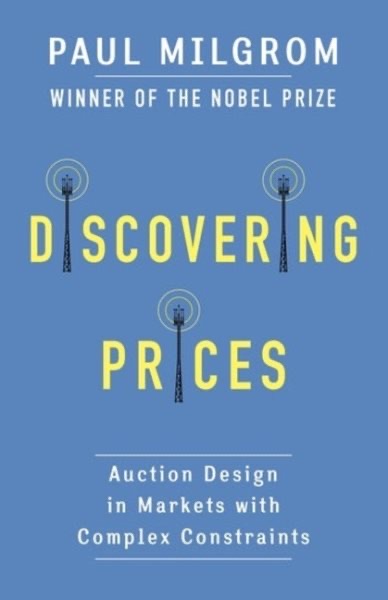 PAUL MILGROM
WINNER OF THE NOBEL PRIZE
DISCOVERING
PRICES
Auction Design
in Markets with
Complex Constraints